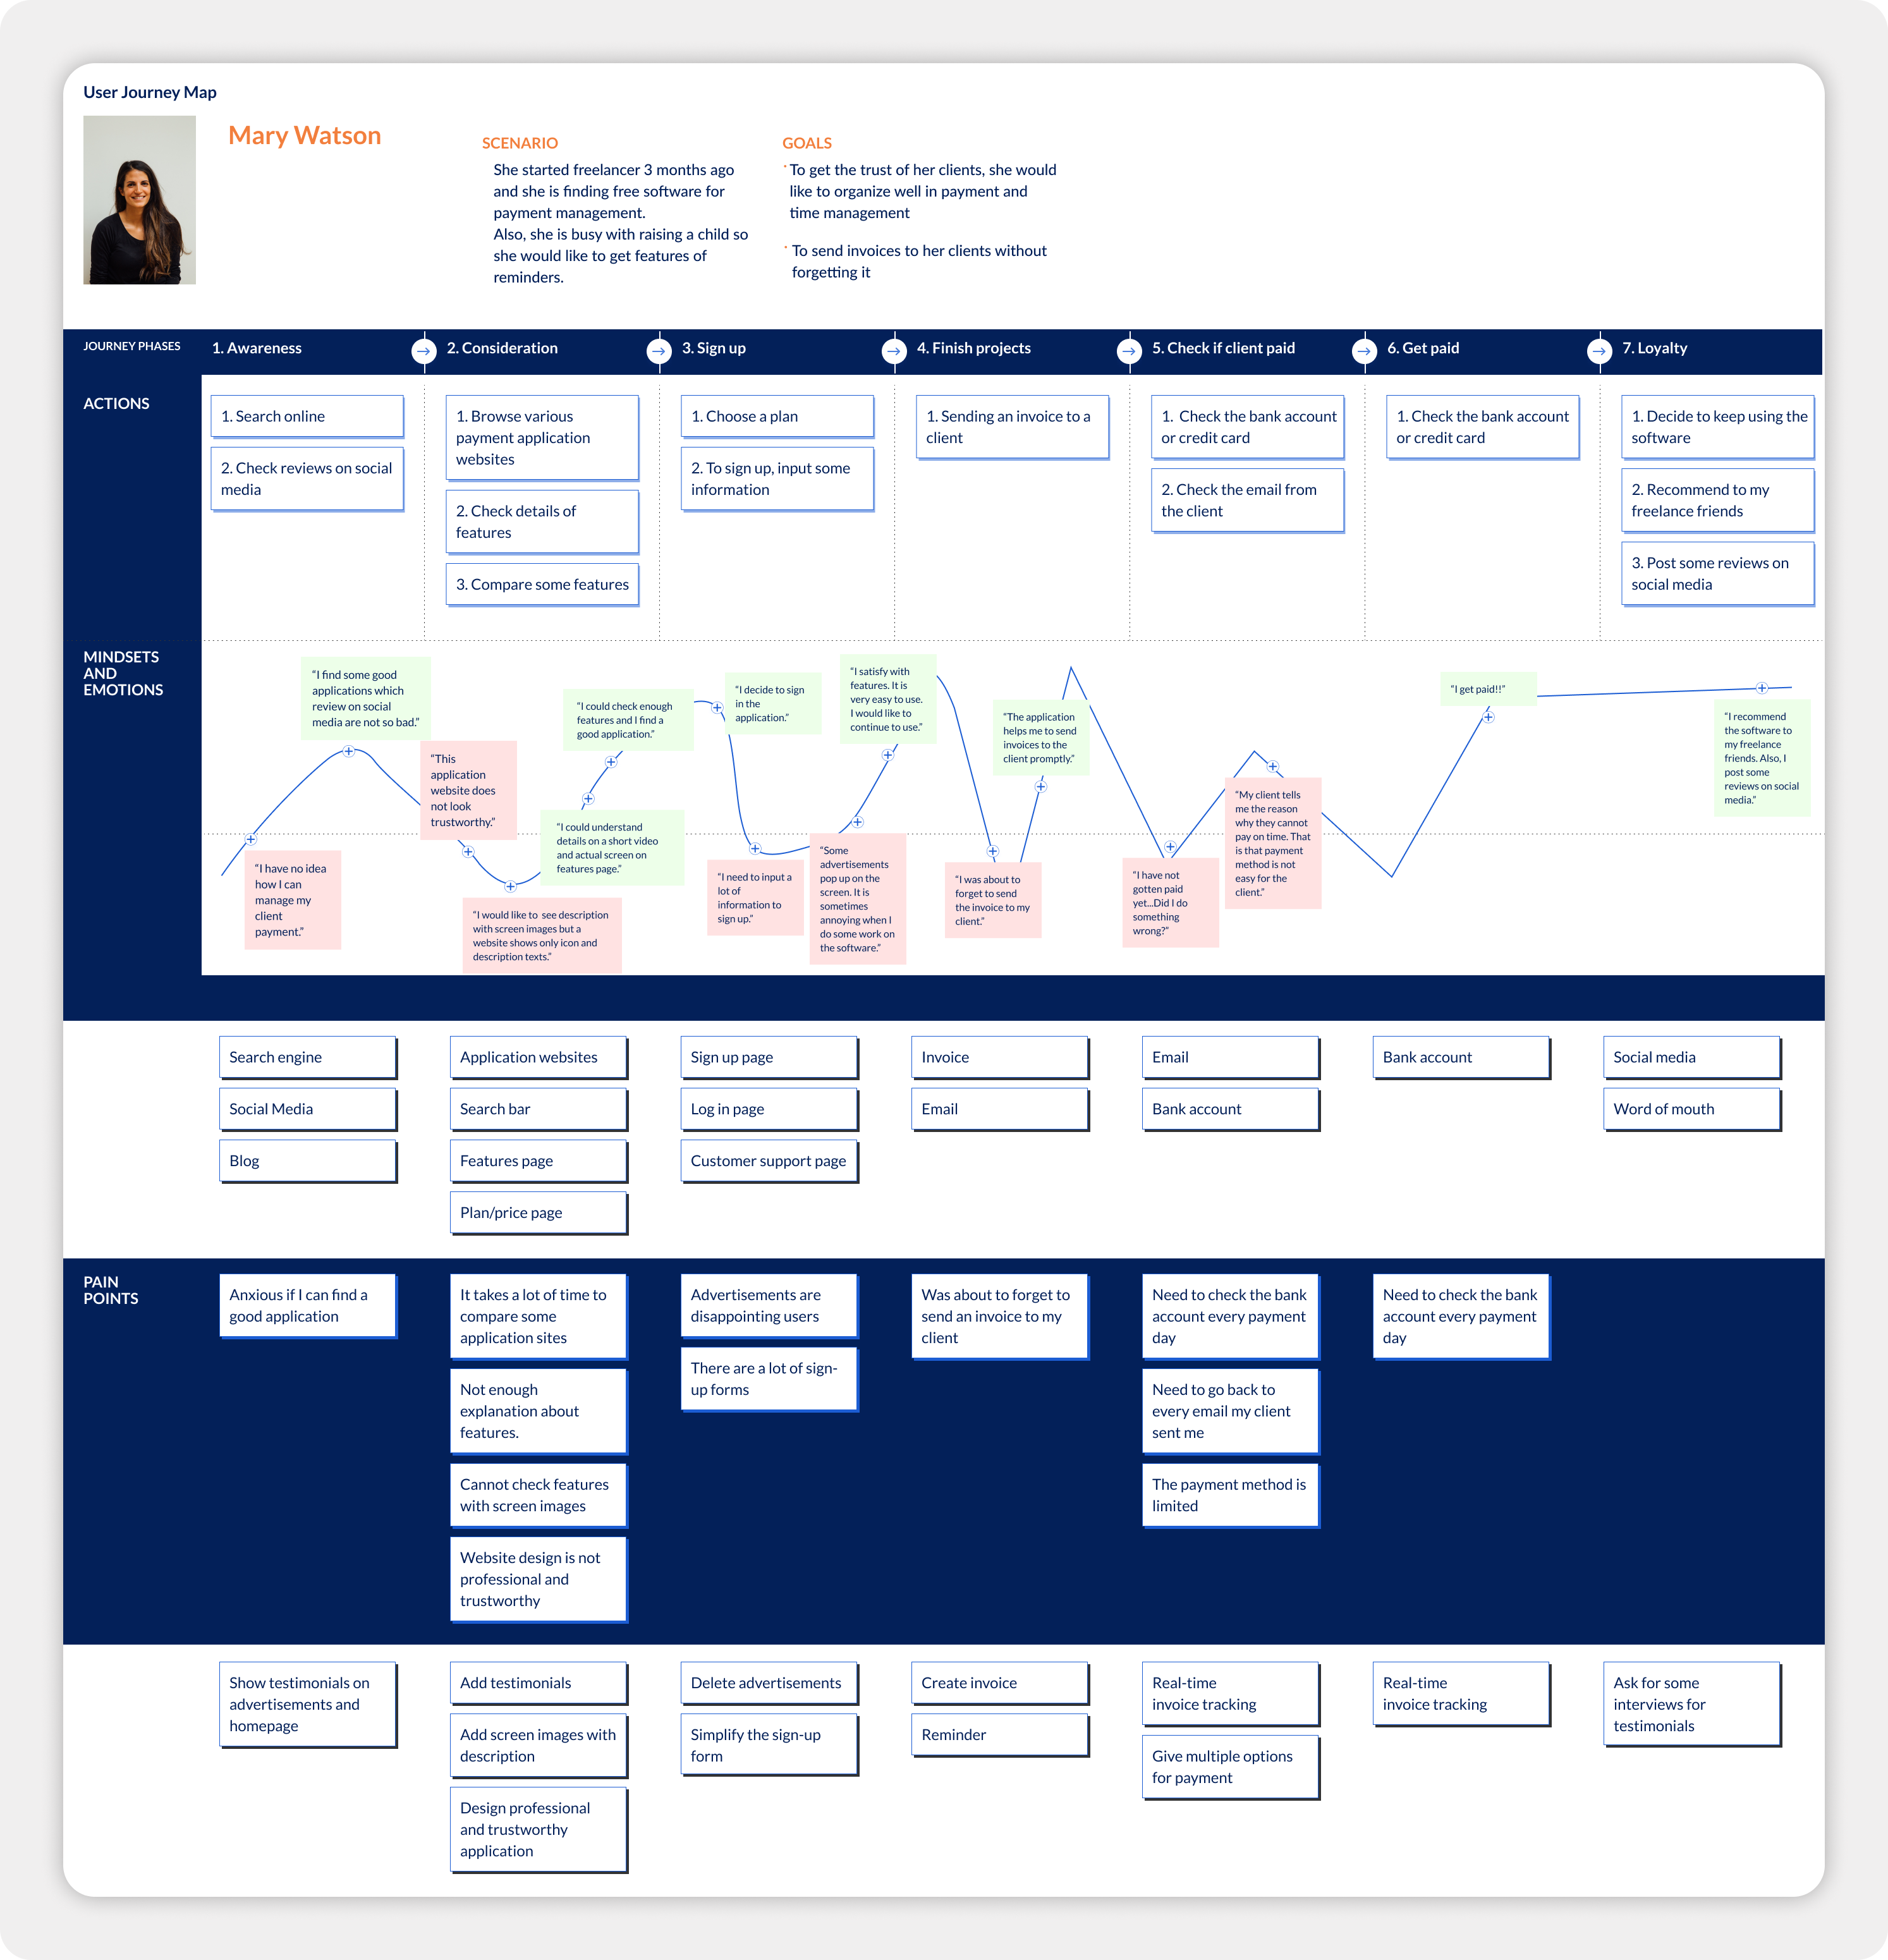 User Journey Map
Mary Watson
SCENARIO
She started freelancer 3 months ago
and she is finding free software for
payment management.
Also, she is busy with raising a child so
she would like to get features of
reminders.
GOALS
· To get the trust of her clients, she would
like to organize well in payment and
time management
· To send invoices to her clients without
forgetting it
JOURNEY PHASES
1. Awareness
2. Consideration
3. Sign up
4. Finish projects
5. Check if client paid
6. Get paid
7. Loyalty
ACTIONS
1. Search online
2. Check reviews on social
media
1. Browse various
payment application
websites
2. Check details of
features
3. Compare some features
1. Choose a plan
2. To sign up, input some
information
1. Sending an invoice to a
client
1. Check the bank account
or credit card
2. Check the email from
the client
1. Check the bank account
or credit card
1. Decide to keep using the
software
2. Recommend to my
freelance friends
3. Post some reviews on
social media
MINDSETS
AND
EMOTIONS
“I have no idea
how I can
manage my
client
payment.”
“I find some good
applications which
review on social
media are not so bad.”
“This
application
website does
not look
trustworthy.”
“I would like to see description
with screen images but a
website shows only icon and
description texts.”
“I could understand
details on a short video
and actual screen on
features page.”
“I could check enough
features and I find a
good application.”
“I decide to sign
in the
application.”
“I need to input a
lot of
information to
sign up.”
“Some
advertisements
pop up on the
screen. It is
sometimes
annoying when I
do some work on
the software.”
“I satisfy with
features. It is
very easy to use.
I would like to
continue to use.”
“I was about to
forget to send
the invoice to my
client.”
“The application
helps me to send
invoices to the
client promptly.”
“I have not
gotten paid
yet...Did I do
something
wrong?”
“My client tells
me the reason
why they cannot
pay on time. That
is that payment
method is not
easy for the
client.”
“I get paid!!”
“I recommend
the software to
my freelance
friends. Also, I
post some
reviews on social
media.”
Search engine
Social Media
Blog
Application websites
Search bar
Features page
Plan/price page
Sign up page
Log in page
Customer support page
Invoice
Email
Email
Bank account
Bank account
Social media
Word of mouth
PAIN
POINTS
Anxious if I can find a
good application
It takes a lot of time to
compare some
application sites
Not enough
explanation about
features.
Cannot check features
with screen images
Website design is not
professional and
trustworthy
Advertisements are
disappointing users
There are a lot of sign-
up forms
Was about to forget to
send an invoice to my
client
Need to check the bank
account every payment
day
Need to go back to
every email my client
sent me
The payment method is
limited
Need to check the bank
account every payment
day
Show testimonials on
advertisements and
homepage
Add testimonials
Add screen images with
description
Design professional
and trustworthy
application
Delete advertisements
Simplify the sign-up
form
Create invoice
Reminder
Real-time
invoice tracking
Give multiple options
for payment
Real-time
invoice tracking
Ask for some
interviews for
testimonials